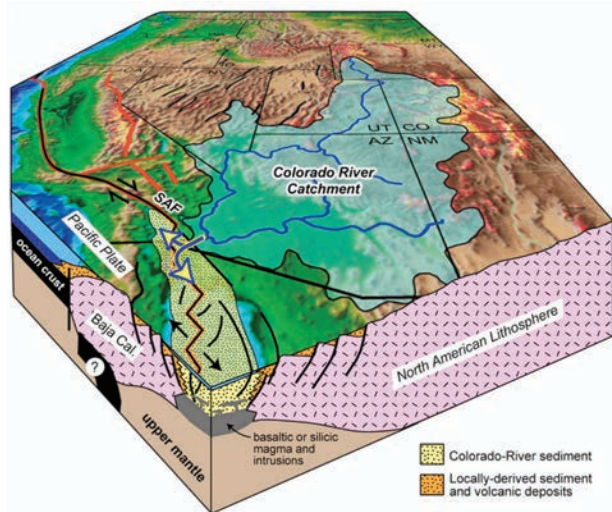 UT CO
AZ NM
Colorado River
Catchment
SAF
Pacific Plate
ocean crust
Baja Cal.
North American Lithosphere
?
upper mantle
basaltic or silicic
magma and
intrusions
Colorado-River sediment
Locally-derived sediment
and volcanic deposits